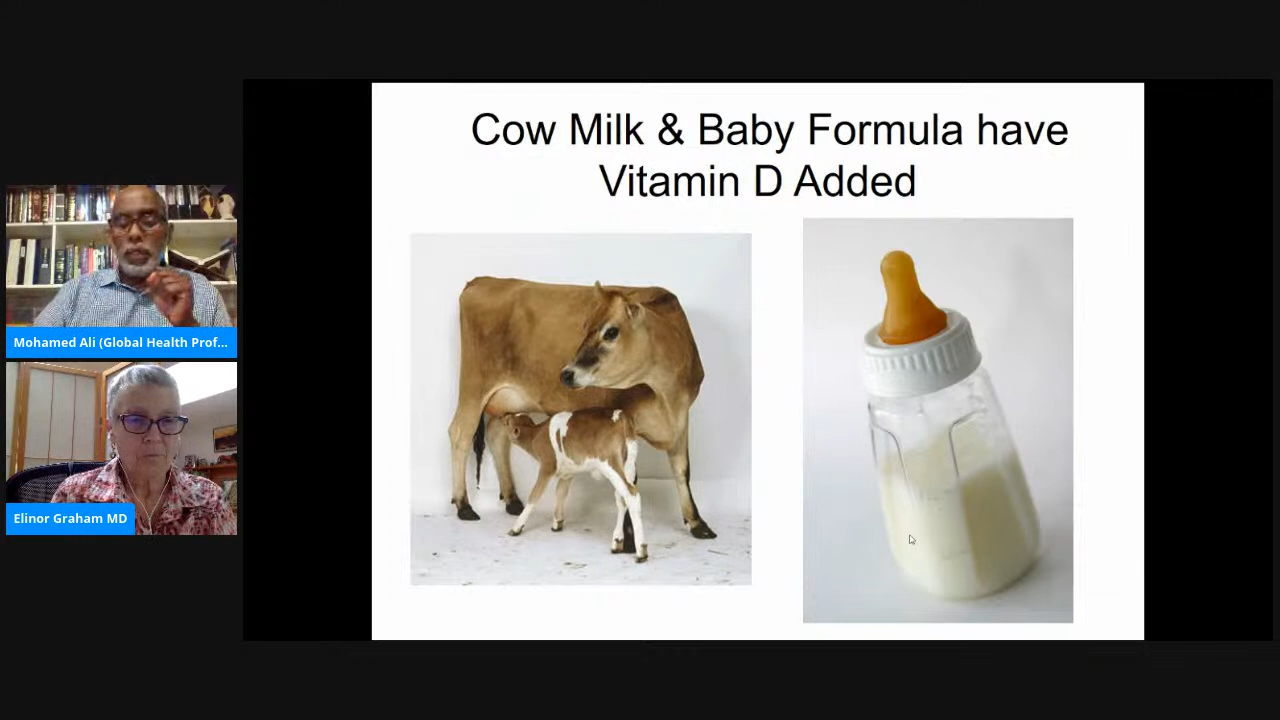 Cow Milk & Baby Formula have
Vitamin D Added
Mohamed Ali (Global Health Prof...
Elinor Graham MD